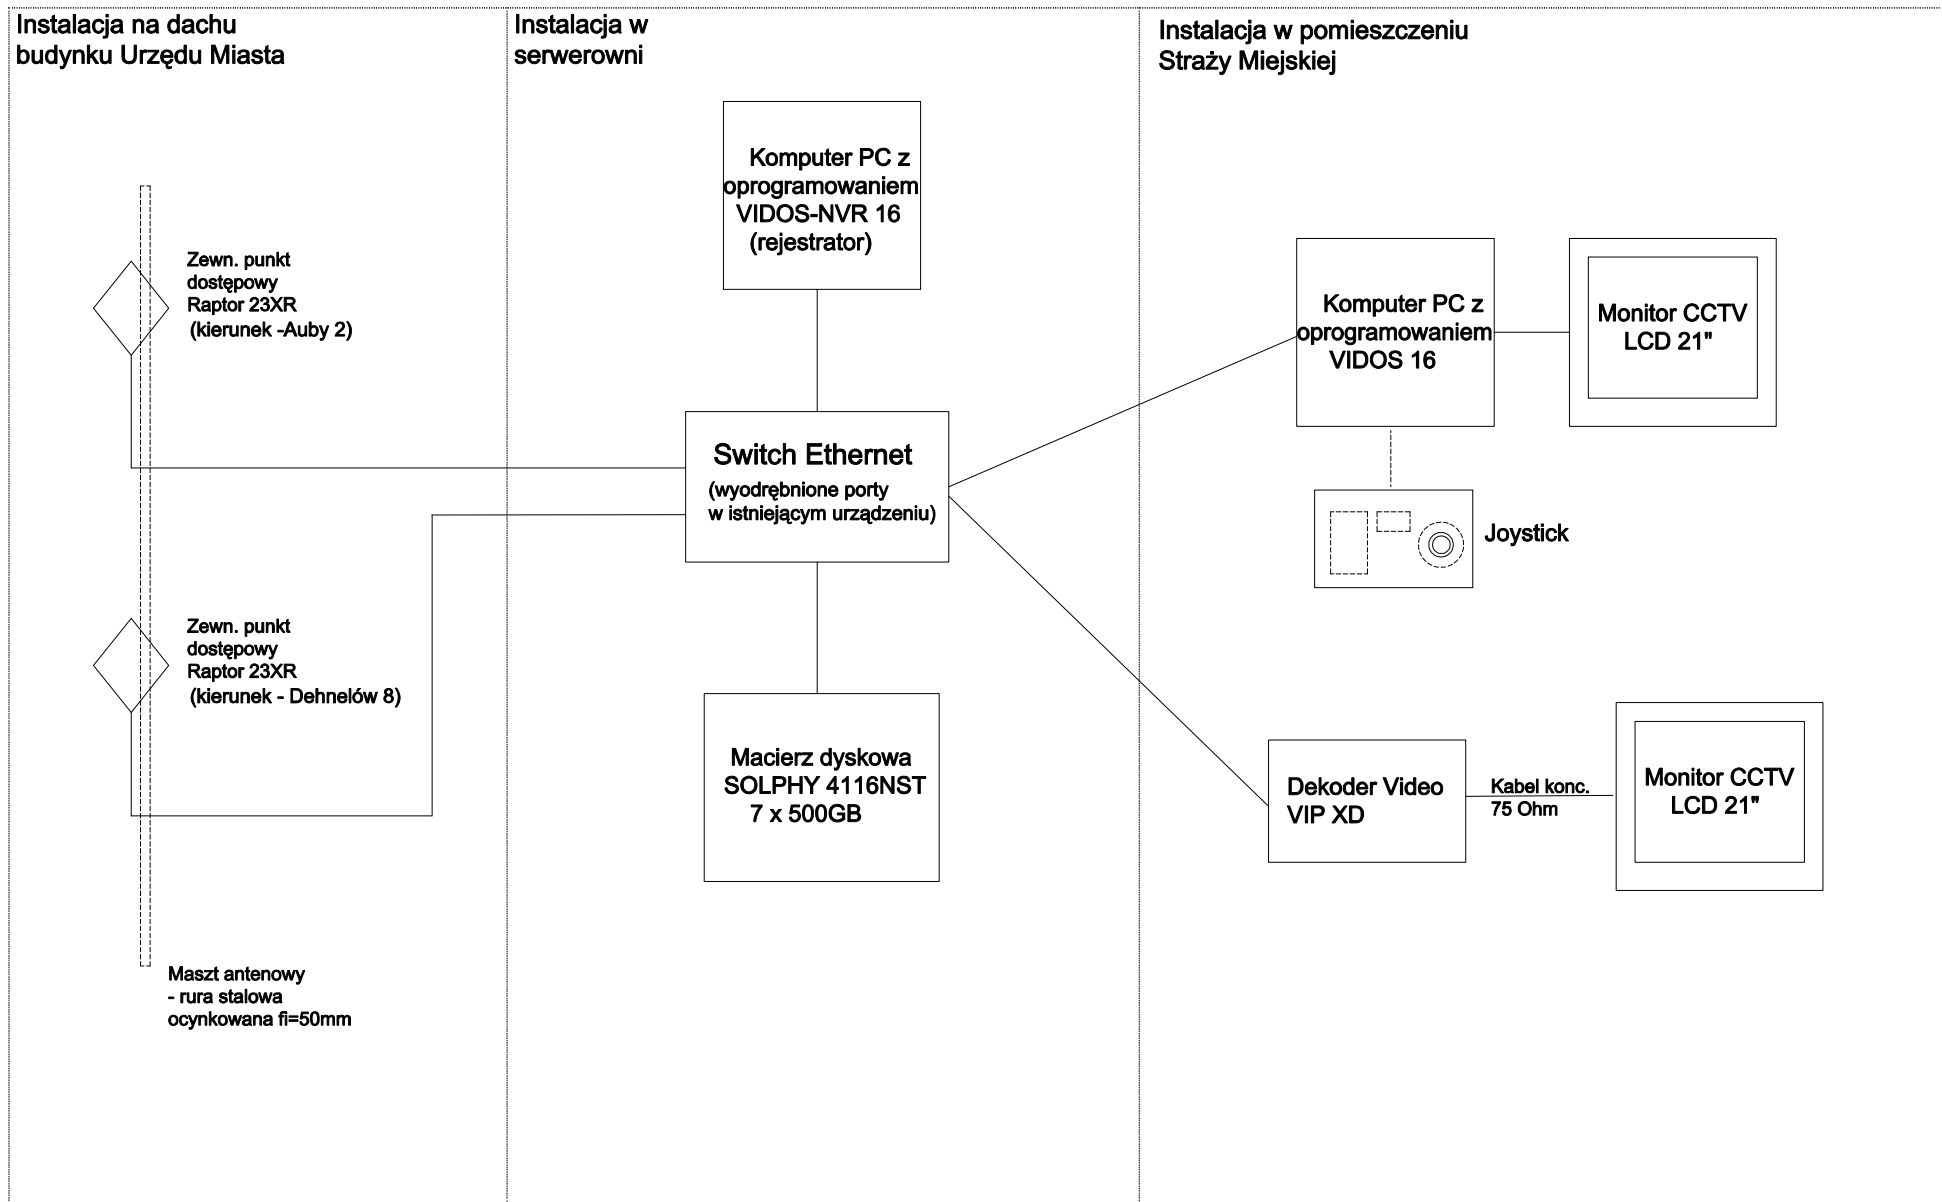 Instalacja na dachu
budynku Urzędu Miasta
Zewn. punkt
dostępowy
Raptor 23XR
(kierunek -Auby 2)
Zewn. punkt
dostępowy
Raptor 23XR
(kierunek - Dehnelów 8)
Maszt antenowy
- rura stalowa
ocynkowana fi=50mm
Instalacja w
serwerowni
Komputer PC z
oprogramowaniem
VIDOS-NVR 16
(rejestrator)
Switch Ethernet
(wyodrębnione porty
w istniejącym urządzeniu)
Macierz dyskowa
SOLPHY 4116NST
7 x 500GB
Instalacja w pomieszczeniu
Straży Miejskiej
Komputer PC z
oprogramowaniem
VIDOS 16
Monitor CCTV
LCD 21"
Joystick
Dekoder Video
VIP XD
Kabel konc.
75 Ohm
Monitor CCTV
LCD 21"